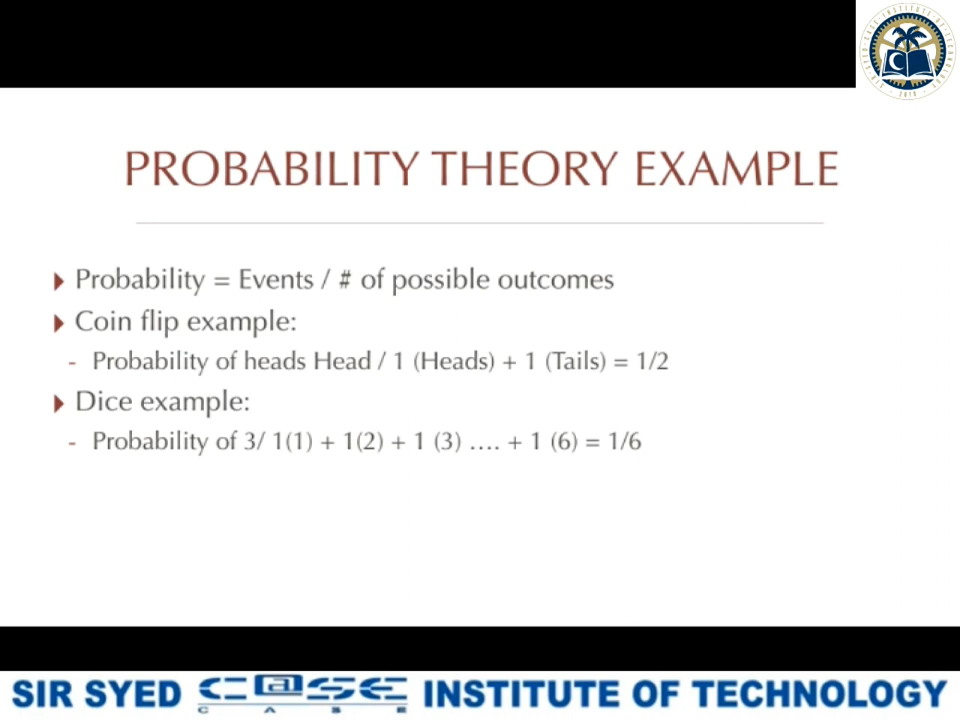 PROBABILITY THEORY EXAMPLE
Probability = Events / # of possible outcomes
Coin flip example:
- Probability of heads Head / 1 (Heads) + 1 (Tails) = 1/2
Dice example:
- Probability of 3/ 1(1) + 1(2) + 1 (3) .... + 1 (6) = 1/6
SIR SYED C@SE INSTITUTE OF TECHNOLOGY
C A S E